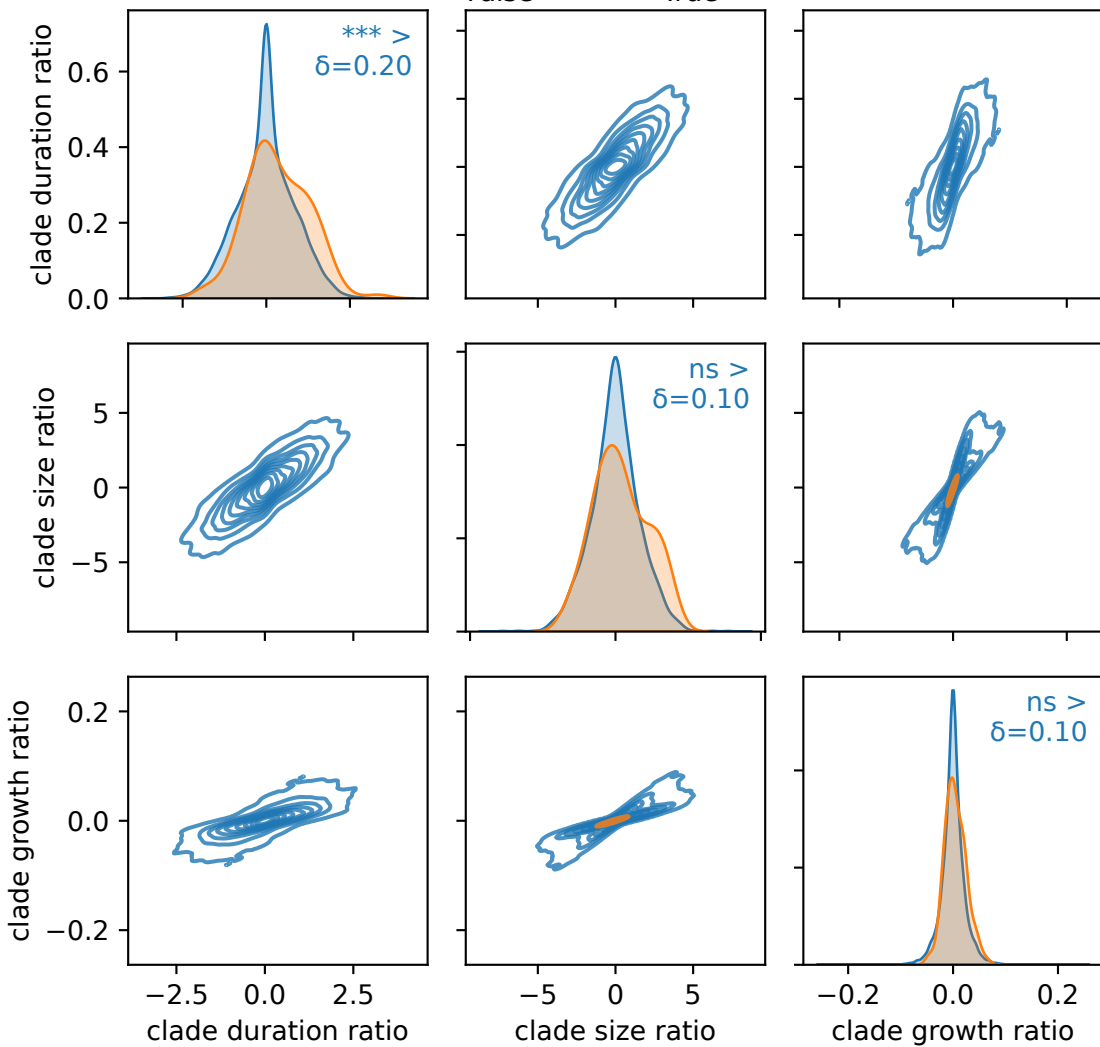 clade duration ratio
0.6
0.4
0.2
0.0
*** >
δ=0.20
clade size ratio
5
0
−5
ns >
δ=0.10
clade growth ratio
0.2
0.0
−0.2
ns >
δ=0.10
−2.5 0.0 2.5
−5 0 5
−0.2 0.0 0.2
clade duration ratio
clade size ratio
clade growth ratio